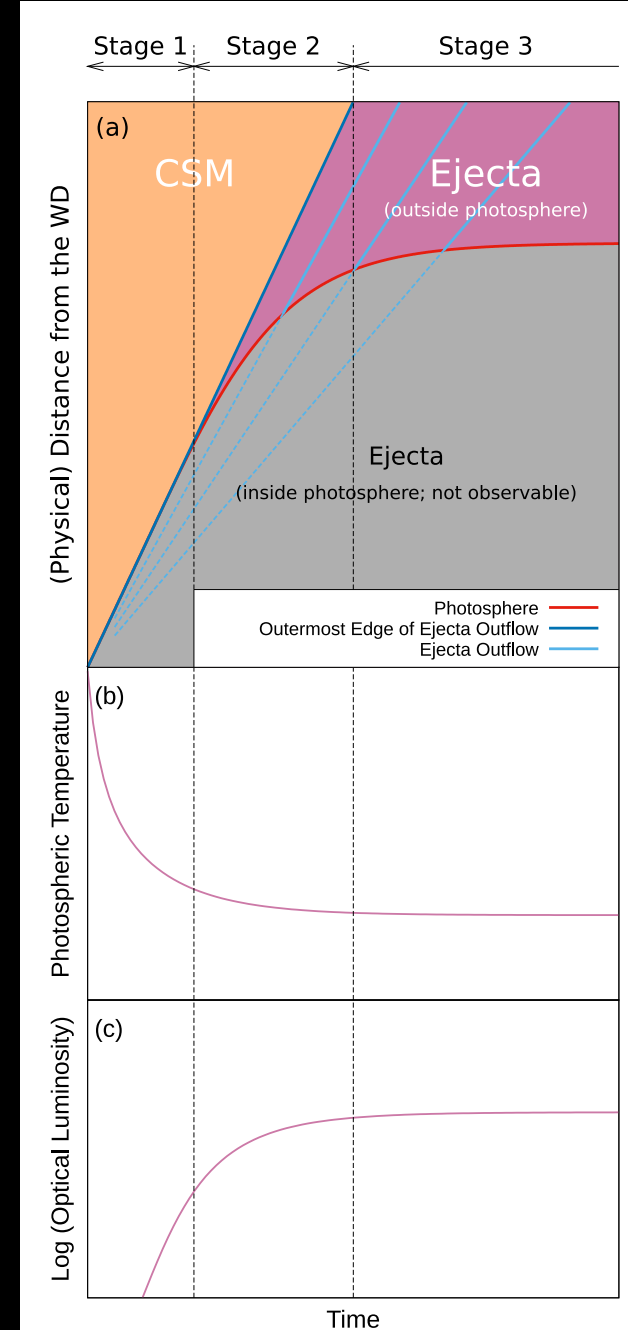 Stage 1 Stage 2 Stage 3
(a)
CSM
Ejecta
(outside photosphere)
(Physical) Distance from the WD
Ejecta
(inside photosphere; not observable)
Photosphere
Outermost Edge of Ejecta Outflow
Ejecta Outflow
(b)
Photospheric Temperature
(c)
Log (Optical Luminosity)
Time